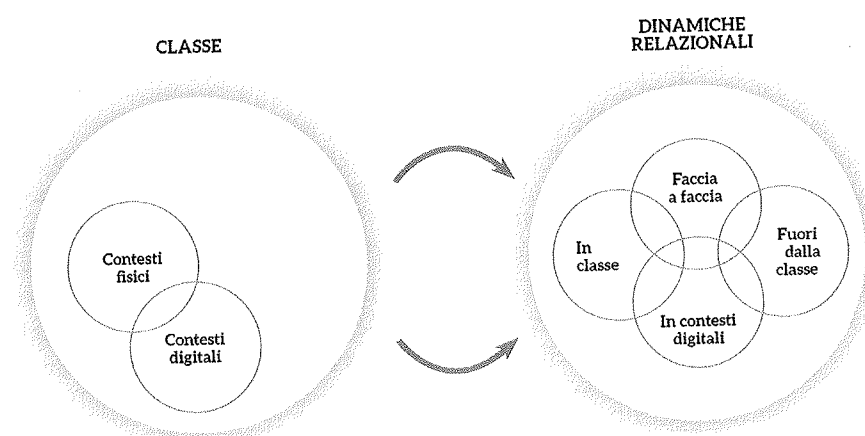 CLASSE
DINAMICHE
RELAZIONALI
Contesti
fisici
Contesti
digitali
Faccia
a faccia
In
classe
Fuori
dalla
classe
In contesti
digitali